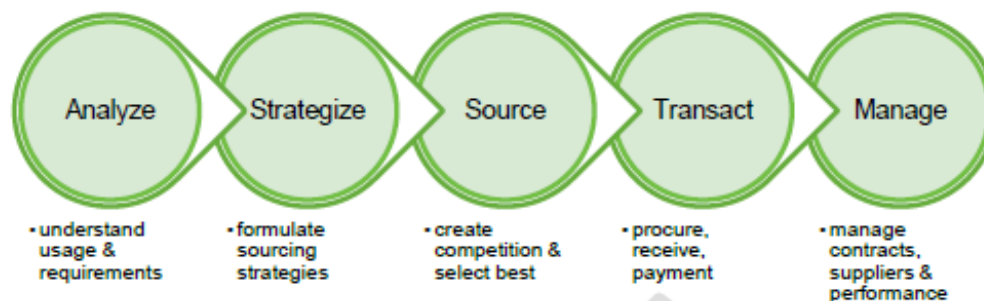 Analyze
Strategize
Source
Transact
Manage
• understand
usage &
requirements
• formulate
sourcing
strategies
• create
competition &
select best
• procure,
receive,
payment
• manage
contracts,
suppliers &
performance